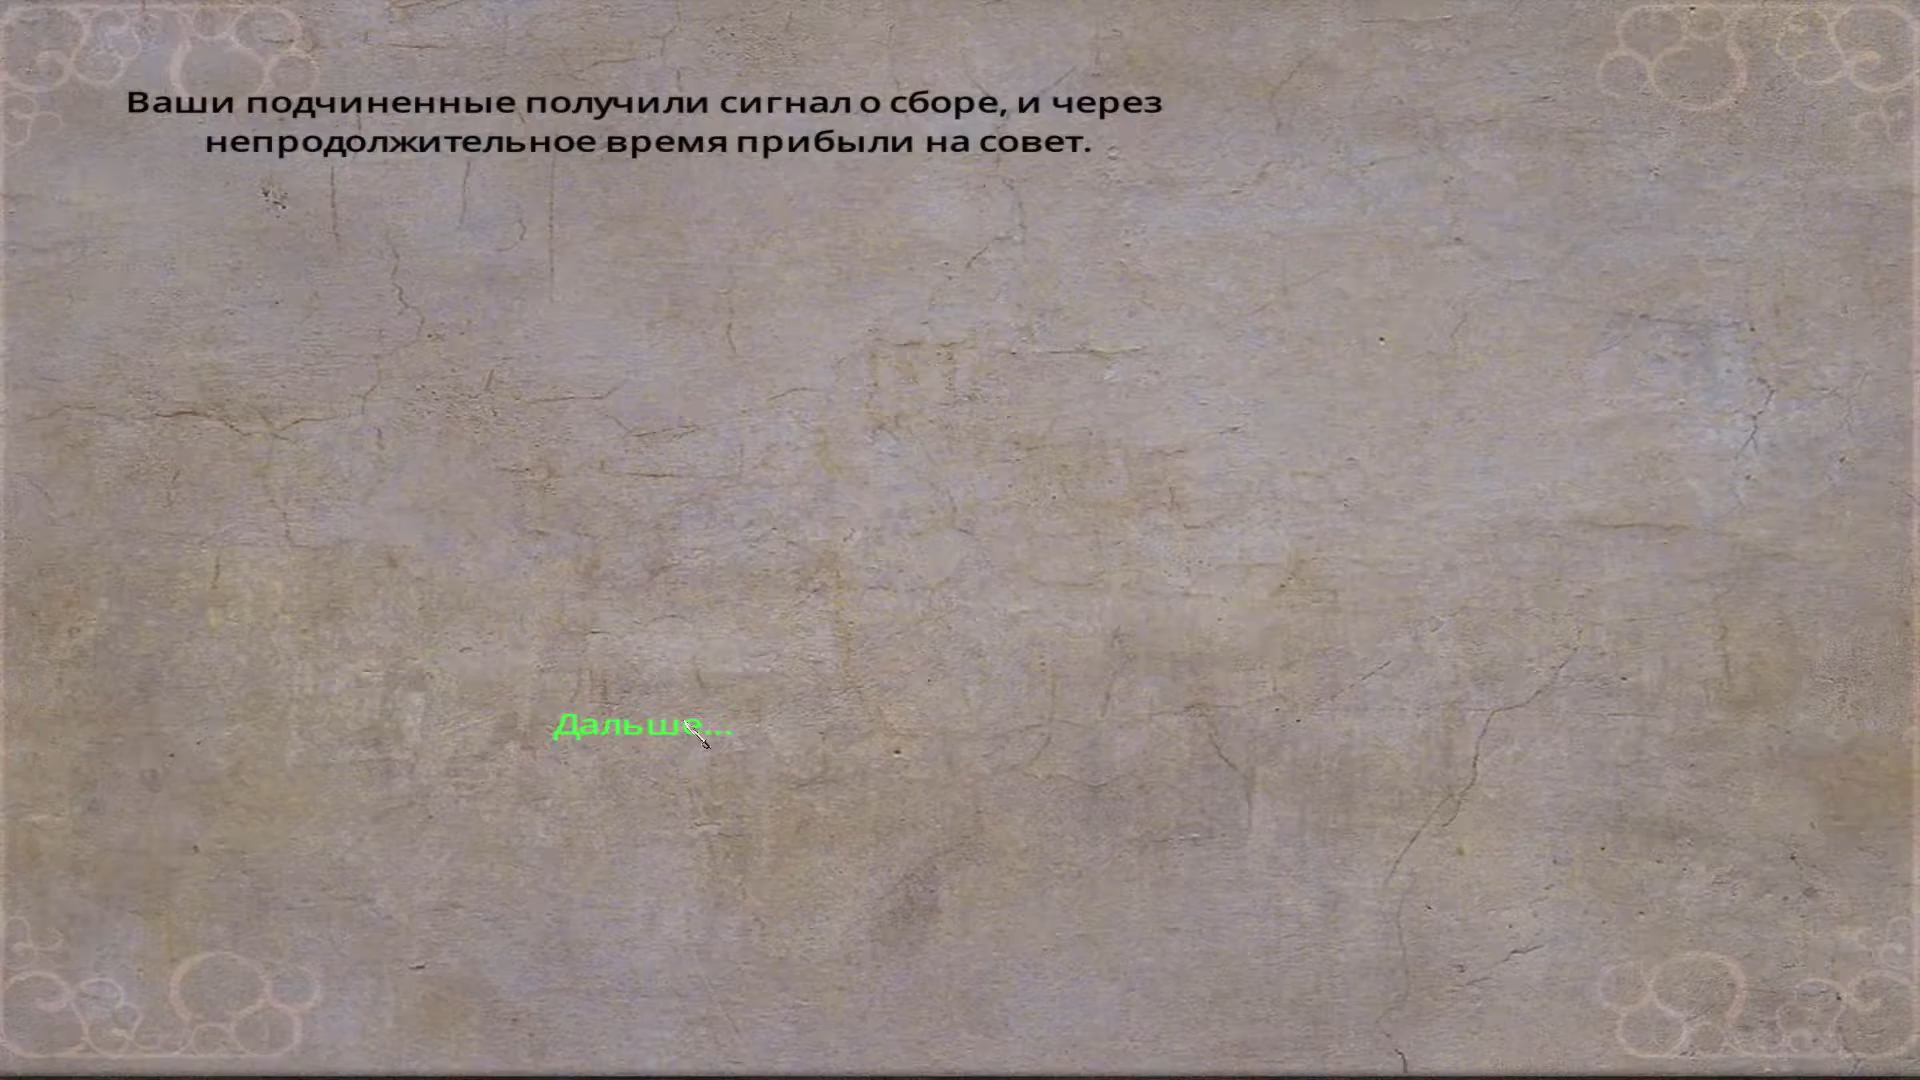 Ваши подчиненные получили сигнал о сборе, и через
непродолжительное время прибыли на совет.
Дальше...